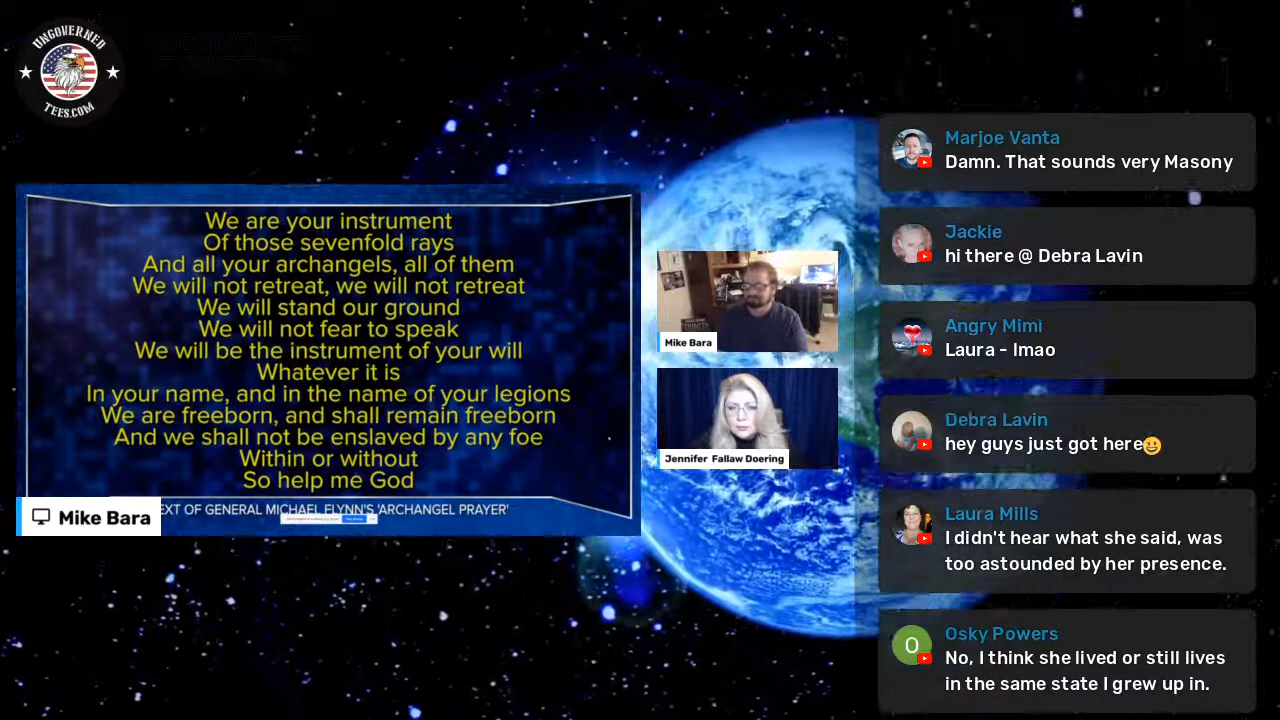 UNGOVERNED
TEES.COM
We are your instrument
Of those sevenfold rays
And all your archangels, all of them
We will not retreat, we will not retreat
We will stand our ground
We will not fear to speak
We will be the instrument of your will
Whatever it is
In your name, and in the name of your legions
We are freeborn, and shall remain freeborn
And we shall not be enslaved by any foe
Within or without
So help me God
EXT OF GENERAL MICHAEL FLYNN'S 'ARCHANGEL PRAYER'
Mike Bara
Mike Bara
Jennifer Fallaw Doering
Marjoe Vanta
Damn. That sounds very Masony
Jackie
hi there @ Debra Lavin
Angry Mimi
Laura - lmao
Debra Lavin
hey guys just got here😀
Laura Mills
I didn't hear what she said, was
too astounded by her presence.
O
Osky Powers
No, I think she lived or still lives
in the same state I grew up in.